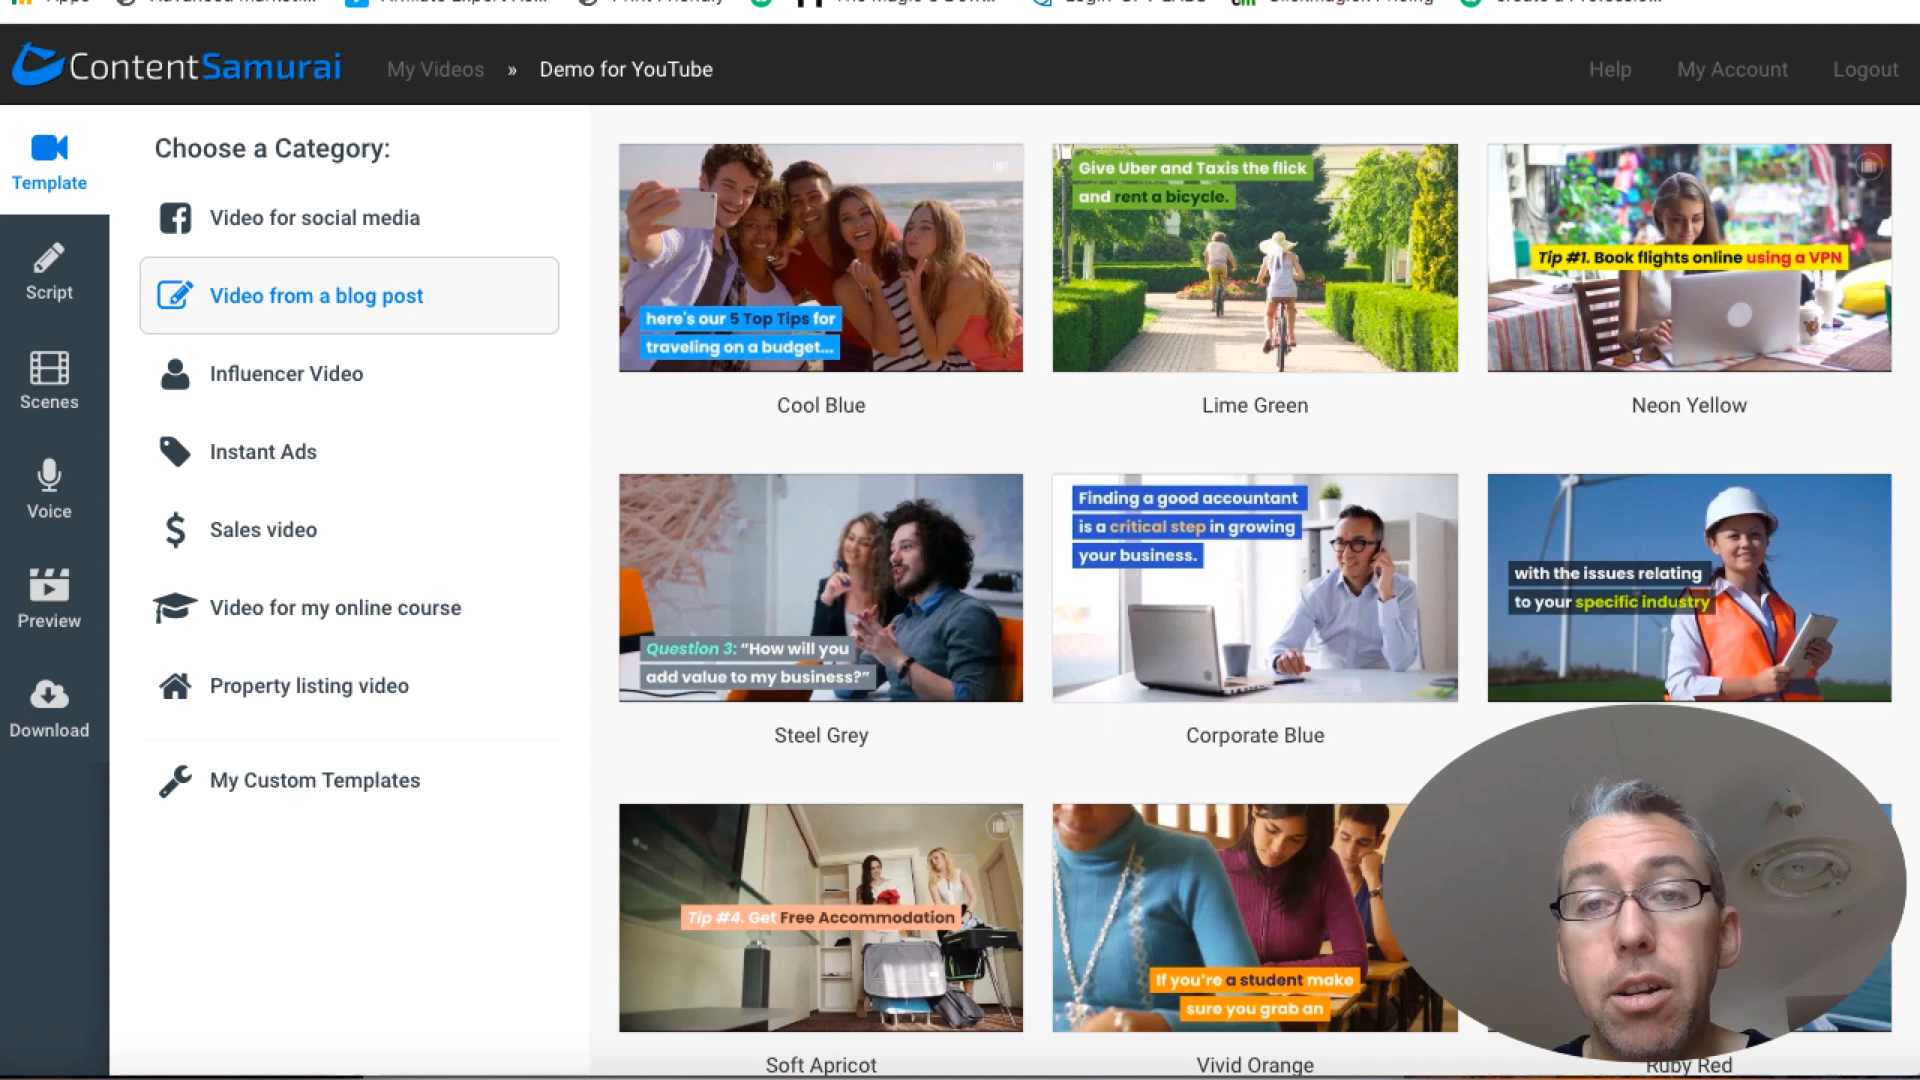 ContentSamurai
My Videos » Demo for YouTube
Help
My Account
Logout
Template
Script
Scenes
Voice
Preview
Download
Choose a Category:
Video for social media
Video from a blog post
Influencer Video
Instant Ads
Sales video
Video for my online course
Property listing video
My Custom Templates
here's our 5 Top Tips for
traveling on a budget...
Cool Blue
Give Uber and Taxis the flick
and rent a bicycle.
Lime Green
Tip #1. Book flights online using a VPN
Neon Yellow
Question 3: "How will you
add value to my business?"
Steel Grey
Finding a good accountant
is a critical step in growing
your business.
Corporate Blue
with the issues relating
to your specific industry
Tip #4. Get Free Accommodation
Soft Apricot
If you're a student make
sure you grab an
Vivid Orange
Ruby Red